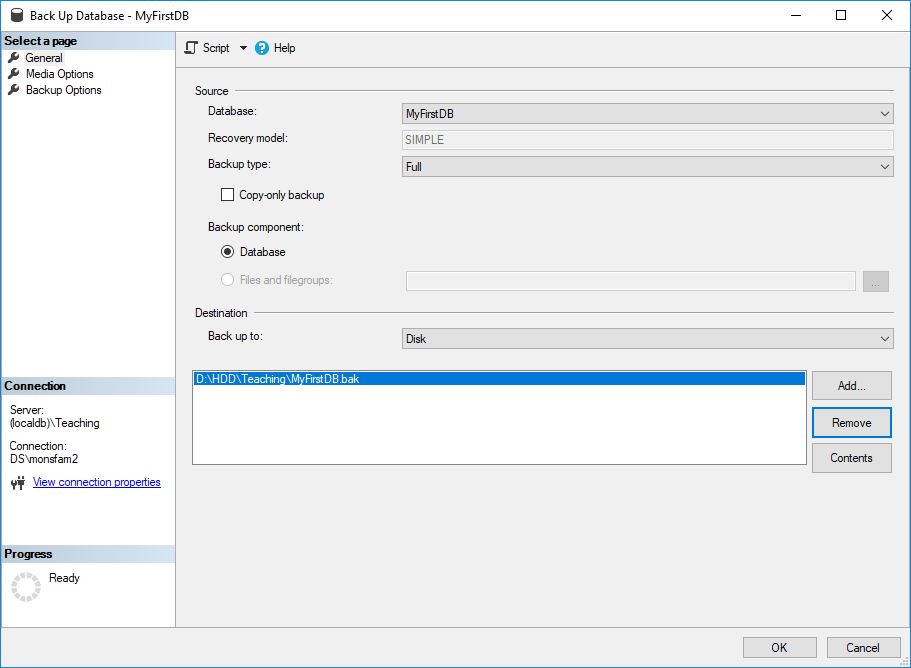 Back Up Database - MyFirstDB
Select a page
General
Media Options
Backup Options
Script
Help
Source
Database:
MyFirstDB
Recovery model:
SIMPLE
Backup type:
Full
Copy-only backup
Backup component:
Database
Files and filegroups:
...
Destination
Back up to:
Disk
D:\HDD\Teaching\MyFirstDB.bak
Add...
Remove
Contents
Connection
Server:
(localdb)\Teaching
Connection:
DS\monsfam2
View connection properties
Progress
Ready
OK
Cancel